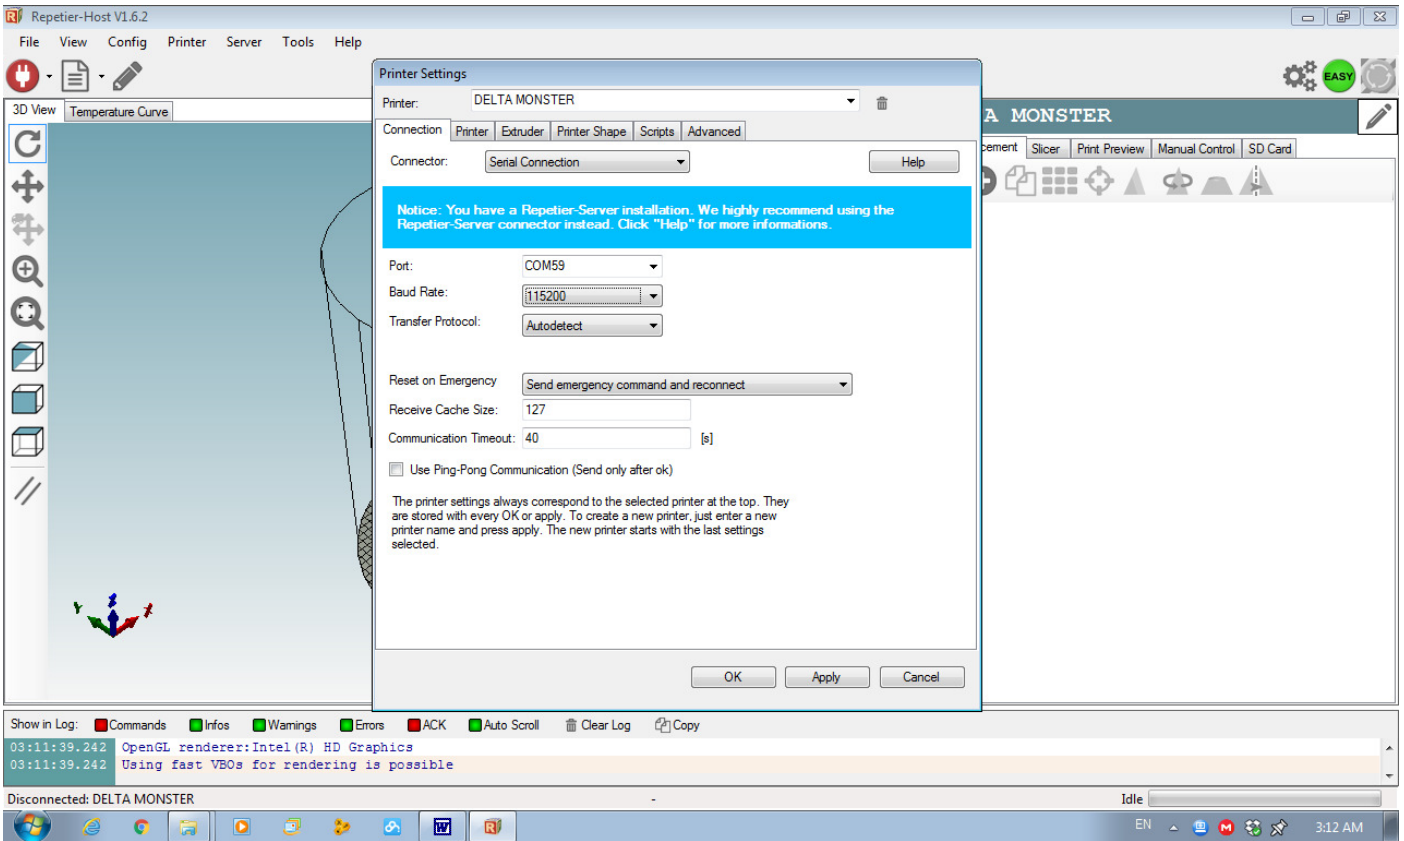 Repetier-Host V1.6.2
File View Config Printer Server Tools Help
EASY
3D View Temperature Curve
Printer Settings
Printer: DELTA MONSTER
Connection Printer Extruder Printer Shape Scripts Advanced
Connector: Serial Connection Help
Notice: You have a Repetier-Server installation. We highly recommend using the
Repetier-Server connector instead. Click "Help" for more informations.
Port: COM59
Baud Rate: 115200
Transfer Protocol: Autodetect
Reset on Emergency Send emergency command and reconnect
Receive Cache Size: 127
Communication Timeout: 40 [s]
Use Ping-Pong Communication (Send only after ok)
The printer settings always correspond to the selected printer at the top. They
are stored with every OK or apply. To create a new printer, just enter a new
printer name and press apply. The new printer starts with the last settings
selected.
OK Apply Cancel
A MONSTER
cement Slicer Print Preview Manual Control SD Card
Y Z X
Show in Log: Commands Infos Warnings Errors ACK Auto Scroll Clear Log Copy
03:11:39.242 OpenGL renderer:Intel(R) HD Graphics
03:11:39.242 Using fast VBOs for rendering is possible
Disconnected: DELTA MONSTER - Idle
EN 3:12 AM